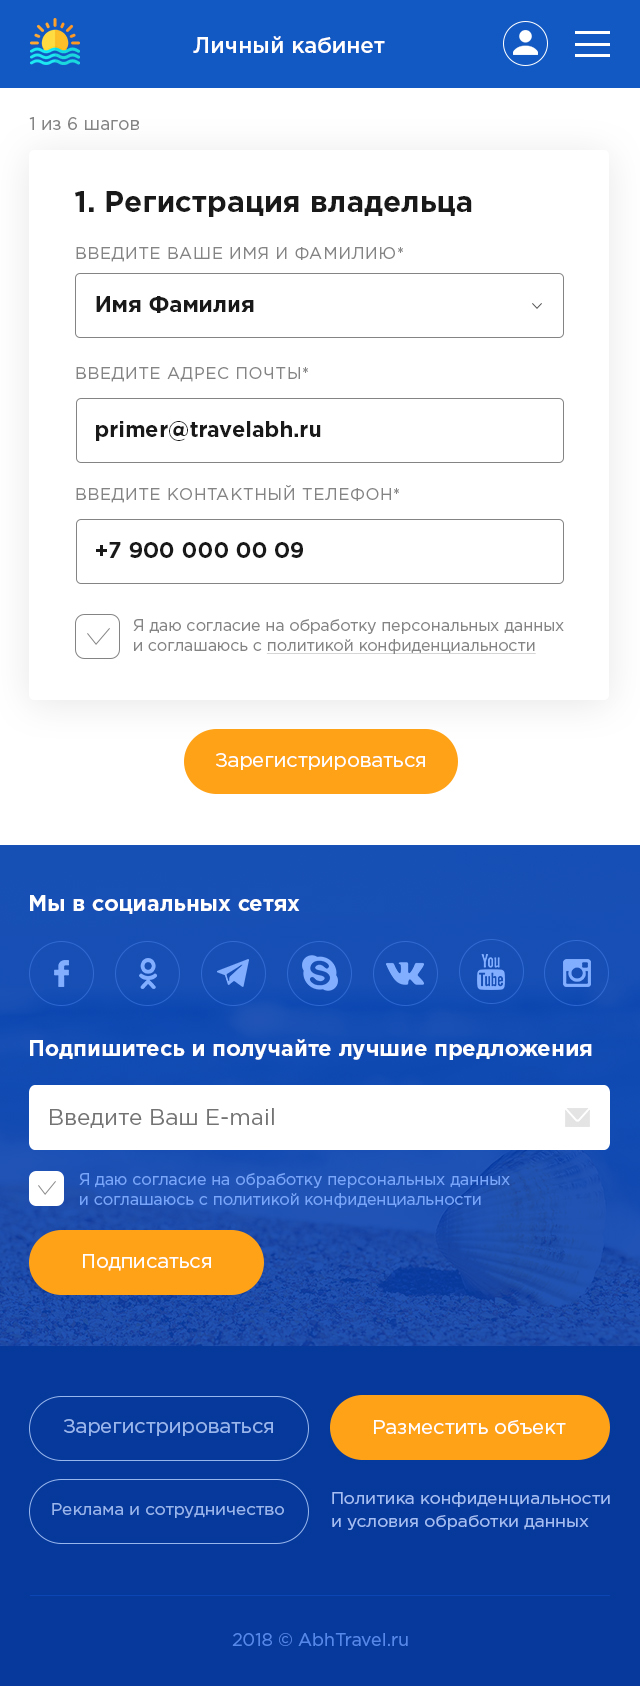 Личный кабинет
1 из 6 шагов
1. Регистрация владельца
ВВЕДИТЕ ВАШЕ ИМЯ И ФАМИЛИЮ*
Имя Фамилия
ВВЕДИТЕ АДРЕС ПОЧТЫ*
primer@travelabh.ru
ВВЕДИТЕ КОНТАКТНЫЙ ТЕЛЕФОН*
+7 900 000 00 09
Я даю согласие на обработку персональных данных
и соглашаюсь с политикой конфиденциальности
Зарегистрироваться
Мы в социальных сетях
You
Tube
Подпишитесь и получайте лучшие предложения
Введите Ваш E-mail
Я даю согласие на обработку персональных данных
и соглашаюсь с политикой конфиденциальности
Подписаться
Зарегистрироваться
Разместить объект
Реклама и сотрудничество
Политика конфиденциальности
и условия обработки данных
2018 © AbhTravel.ru